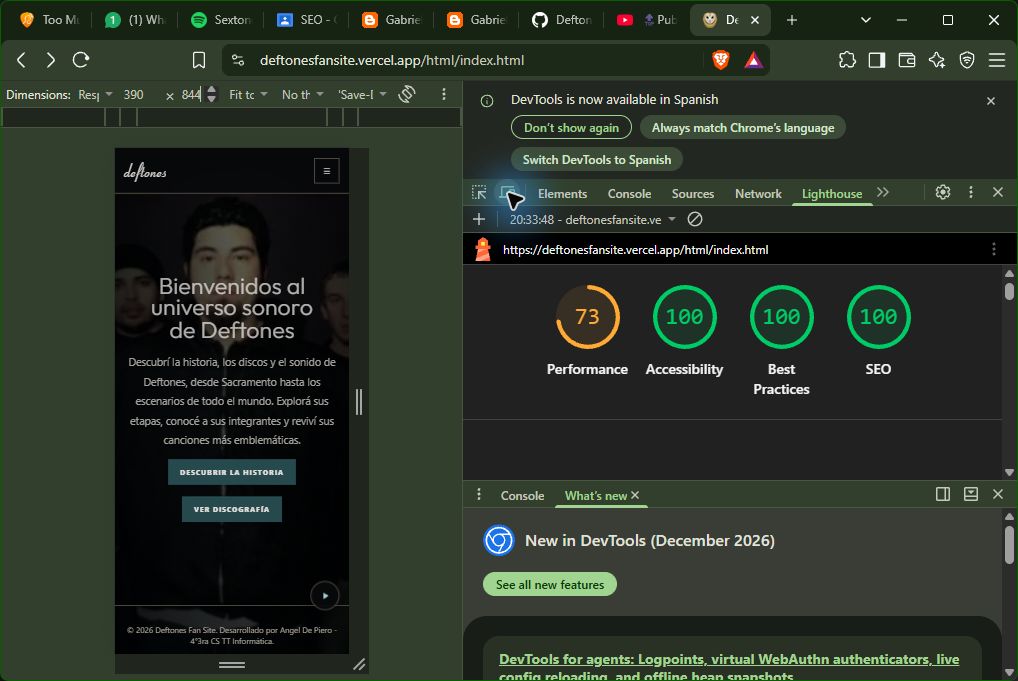 Too Mu
1
(1) Wha
Sexton
SEO - G
Gabrie
Gabrie
Defton
TOP
Pub
De
deftonesfansite.vercel.app/html/index.html
Dimensions: Resp
390
×
844
Fit to
No th
'Save-D
DevTools is now available in Spanish
Don't show again
Always match Chrome's language
Switch DevTools to Spanish
Elements
Console
Sources
Network
Lighthouse
20:33:48 - deftonesfansite.ve
https://deftonesfansite.vercel.app/html/index.html
73
100
100
100
Performance
Accessibility
Best
Practices
SEO
deftones
Bienvenidos al
universo sonoro
de Deftones
Descubrí la historia, los discos y el sonido de
Deftones, desde Sacramento hasta los
escenarios de todo el mundo. Explorá sus
etapas, conocé a sus integrantes y reviví sus
canciones más emblemáticas.
DESCUBRIR LA HISTORIA
VER DISCOGRAFÍA
© 2026 Deftones Fan Site. Desarrollado por Angel De Piero -
4°3ra CS TT Informática.
Console
What's new
New in DevTools (December 2026)
See all new features
DevTools for agents: Logpoints, virtual WebAuthn authenticators, live
config reloading, and offline heap snapshots